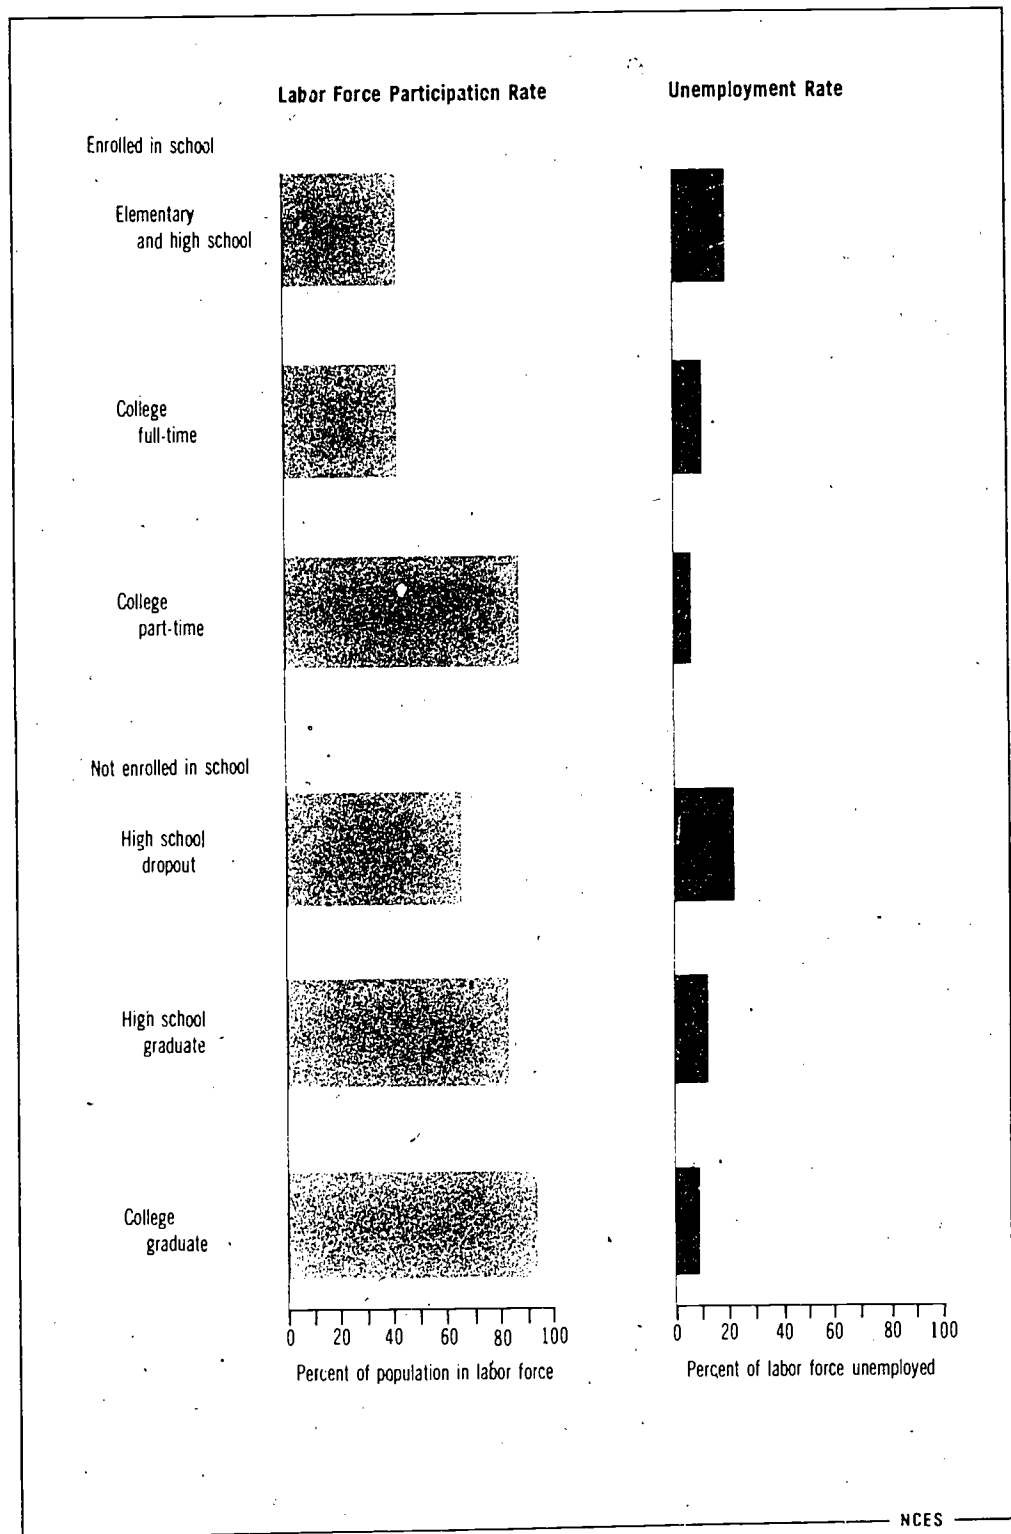 Labor Force Participation Rate
Unemployment Rate
Enrolled in school
Elementary
and high school
College
full-time
College
part-time
Not enrolled in school
High school
dropout
High school
graduate
College
graduate
0 20 40 60 80 100
Percent of population in labor force
0 20 40 60 80 100
Percent of labor force unemployed
NCES